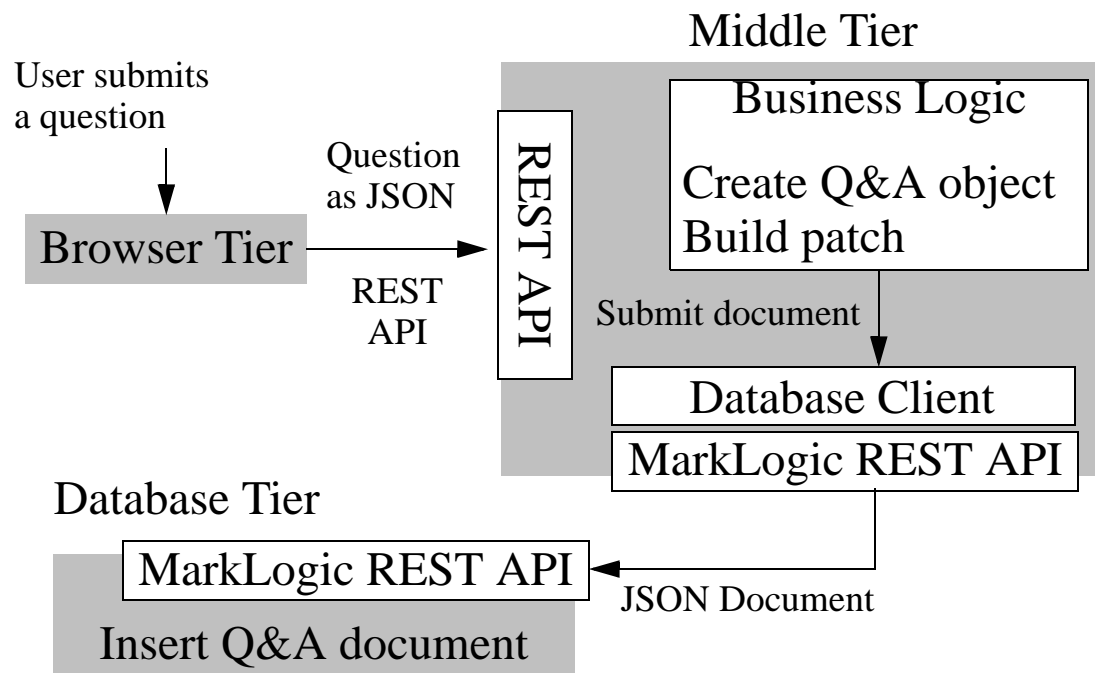 Middle Tier
User submits
a question
Business Logic
Question
as JSON
REST API
Create Q&A object
Build patch
Browser Tier
REST
API
Submit document
Database Client
MarkLogic REST API
Database Tier
MarkLogic REST API
JSON Document
Insert Q&A document